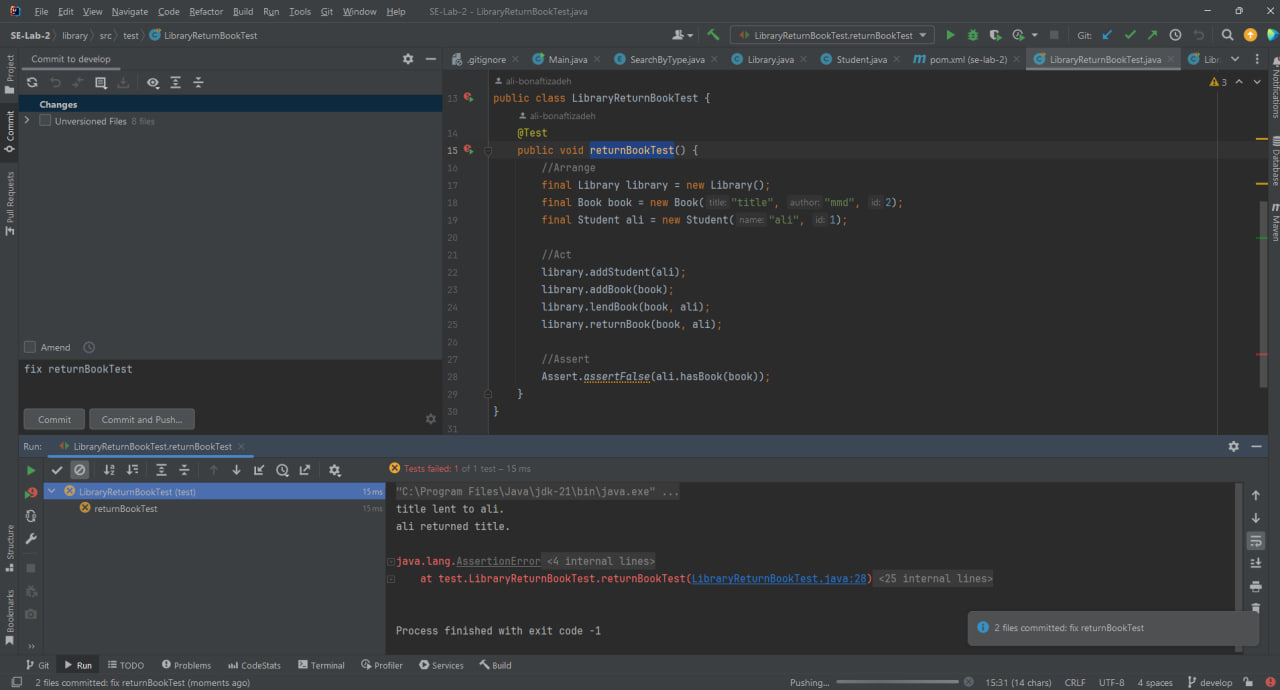 File Edit View Navigate Code Refactor Build Run Tools Git Window Help SE-Lab-2 - LibraryReturnBookTest.java
SE-Lab-2 library src test LibraryReturnBookTest LibraryReturnBookTest.returnBookTest Git:
Project
Commit
Pull Requests
Structure
Bookmarks
Commit to develop
Changes
Unversioned Files 8 files
Amend
fix returnBookTest
Commit Commit and Push...
.gitignore Main.java SearchByType.java Library.java Student.java pom.xml (se-lab-2) LibraryReturnBookTest.java Libr
ali-bonaftizadeh
3
13 public class LibraryReturnBookTest {
ali-bonaftizadeh
14 @Test
15 public void returnBookTest() {
16 //Arrange
17 final Library library = new Library();
18 final Book book = new Book( title: "title", author: "mmd", id: 2);
19 final Student ali = new Student( name: "ali", id: 1);
20
21 //Act
22 library.addStudent(ali);
23 library.addBook(book);
24 library.lendBook(book, ali);
25 library.returnBook(book, ali);
26
27 //Assert
28 Assert.assertFalse(ali.hasBook(book));
29 }
30 }
31
Notifications
Database
Maven
Run: LibraryReturnBookTest.returnBookTest
Tests failed: 1 of 1 test – 15 ms
LibraryReturnBookTest (test) 15 ms
returnBookTest 15 ms
"C:\Program Files\Java\jdk-21\bin\java.exe" ...
title lent to ali.
ali returned title.
java.lang.AssertionError <4 internal lines>
at test.LibraryReturnBookTest.returnBookTest(LibraryReturnBookTest.java:28) <25 internal lines>
Process finished with exit code -1
2 files committed: fix returnBookTest
Git Run TODO Problems CodeStats Terminal Profiler Services Build
2 files committed: fix returnBookTest (moments ago) Pushing... 15:31 (14 chars) CRLF UTF-8 4 spaces develop